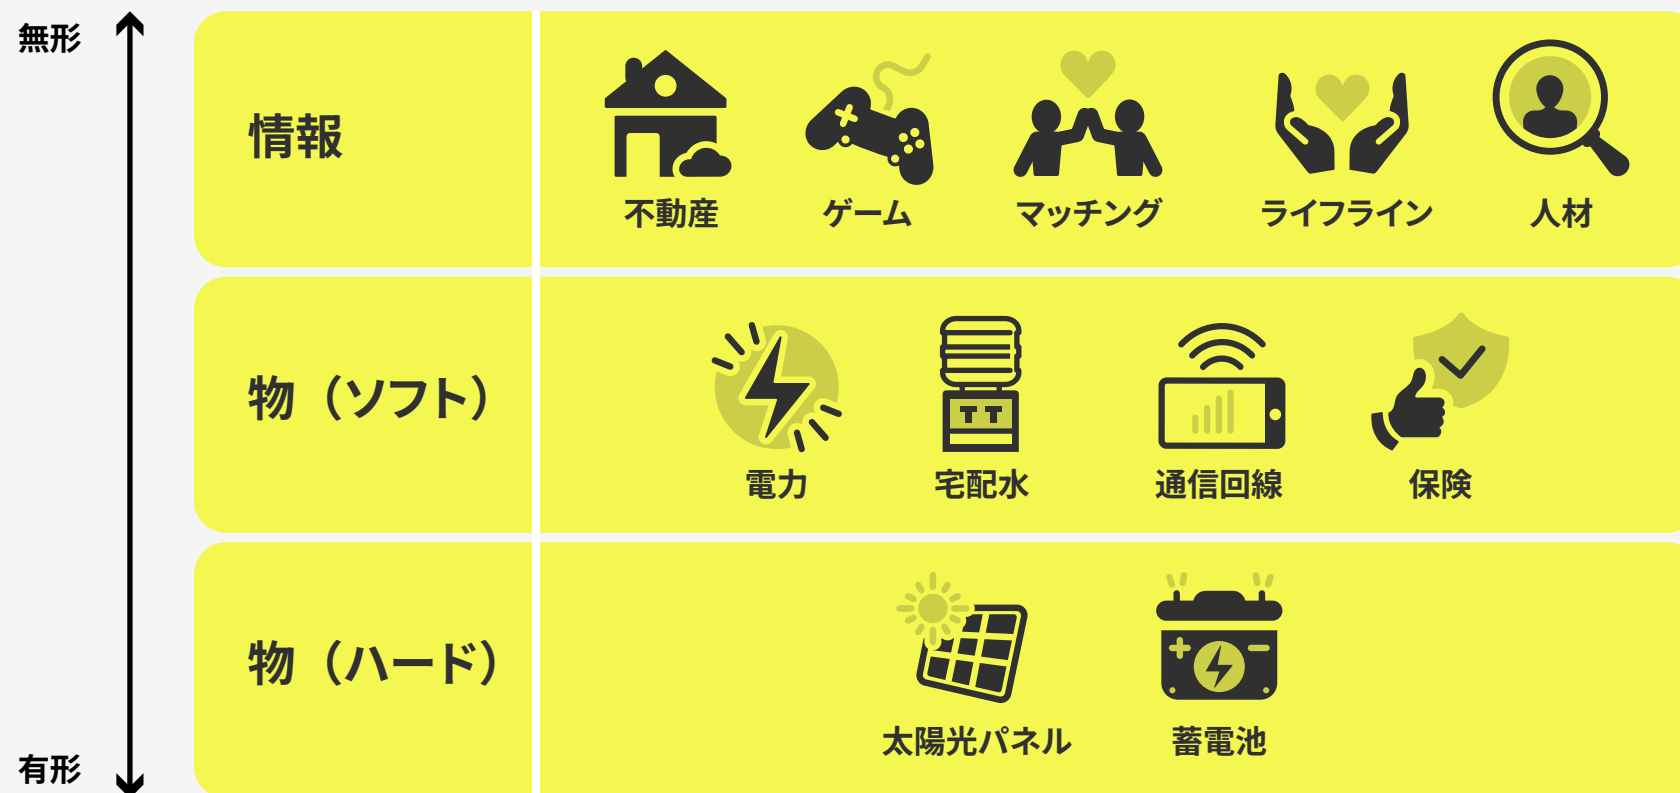 無形
情報
不動産
ゲーム
マッチング
ライフライン
人材
物（ソフト）
電力
宅配水
通信回線
保険
物（ハード）
太陽光パネル
蓄電池
有形